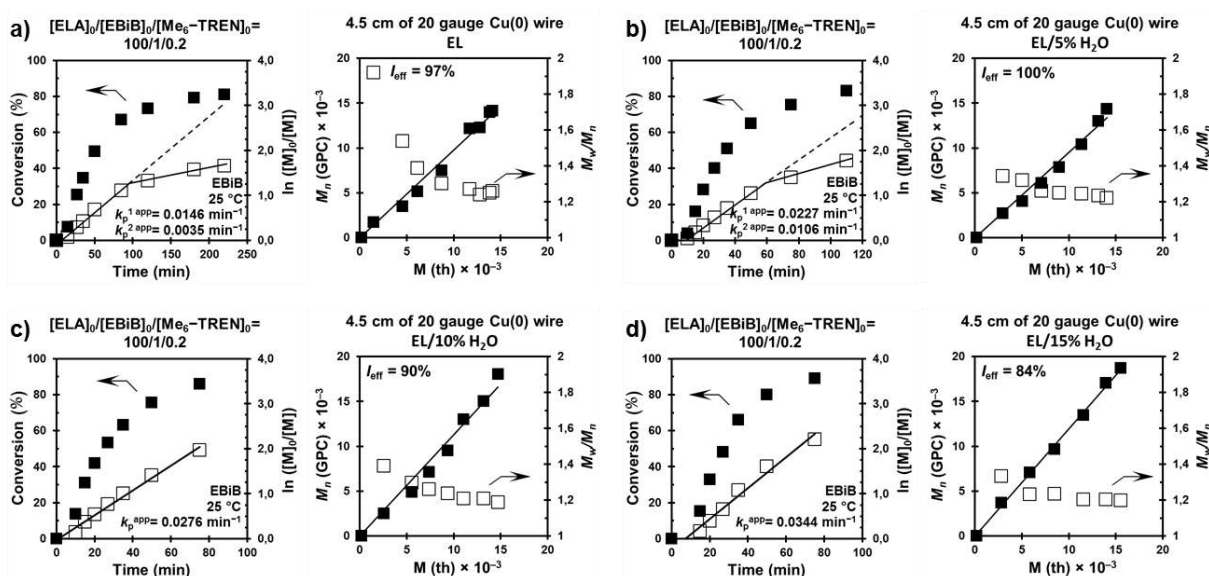 a)
[ELA]₀/[EBiB]₀/[Me₆–TREN]₀=
100/1/0.2
100
80
60
40
20
0
Conversion (%)
4,0
3,0
2,0
1,0
0,0
ln ([M]₀/[M])
EBiB
25 °C
kₚ¹ ᵃᵖᵖ= 0.0146 min⁻¹
kₚ² ᵃᵖᵖ= 0.0035 min⁻¹
0 50 100 150 200 250
Time (min)
4.5 cm of 20 gauge Cu(0) wire
EL
20
15
10
5
0
Mₙ (GPC) × 10⁻³
I_eff = 97%
2
1,8
1,6
1,4
1,2
1
M_w/Mₙ
0 5 10 15 20
M (th) × 10⁻³
b)
[ELA]₀/[EBiB]₀/[Me₆–TREN]₀=
100/1/0.2
100
80
60
40
20
0
Conversion (%)
4,0
3,0
2,0
1,0
0,0
ln ([M]₀/[M])
EBiB
25 °C
kₚ¹ ᵃᵖᵖ= 0.0227 min⁻¹
kₚ² ᵃᵖᵖ= 0.0106 min⁻¹
0 20 40 60 80 100
Time (min)
4.5 cm of 20 gauge Cu(0) wire
EL/5% H₂O
20
15
10
5
0
Mₙ (GPC) × 10⁻³
I_eff = 100%
2
1,8
1,6
1,4
1,2
1
M_w/Mₙ
0 5 10 15 20
M (th) × 10⁻³
c)
[ELA]₀/[EBiB]₀/[Me₆–TREN]₀=
100/1/0.2
100
80
60
40
20
0
Conversion (%)
4,0
3,0
2,0
1,0
0,0
ln ([M]₀/[M])
EBiB
25 °C
kₚᵃᵖᵖ= 0.0276 min⁻¹
0 20 40 60 80 100
Time (min)
4.5 cm of 20 gauge Cu(0) wire
EL/10% H₂O
20
15
10
5
0
Mₙ (GPC) × 10⁻³
I_eff = 90%
2
1,8
1,6
1,4
1,2
1
M_w/Mₙ
0 5 10 15 20
M (th) × 10⁻³
d)
[ELA]₀/[EBiB]₀/[Me₆–TREN]₀=
100/1/0.2
100
80
60
40
20
0
Conversion (%)
4,0
3,0
2,0
1,0
0,0
ln ([M]₀/[M])
EBiB
25 °C
kₚᵃᵖᵖ= 0.0344 min⁻¹
0 20 40 60 80 100
Time (min)
4.5 cm of 20 gauge Cu(0) wire
EL/15% H₂O
20
15
10
5
0
Mₙ (GPC) × 10⁻³
I_eff = 84%
2
1,8
1,6
1,4
1,2
1
M_w/Mₙ
0 5 10 15 20
M (th) × 10⁻³